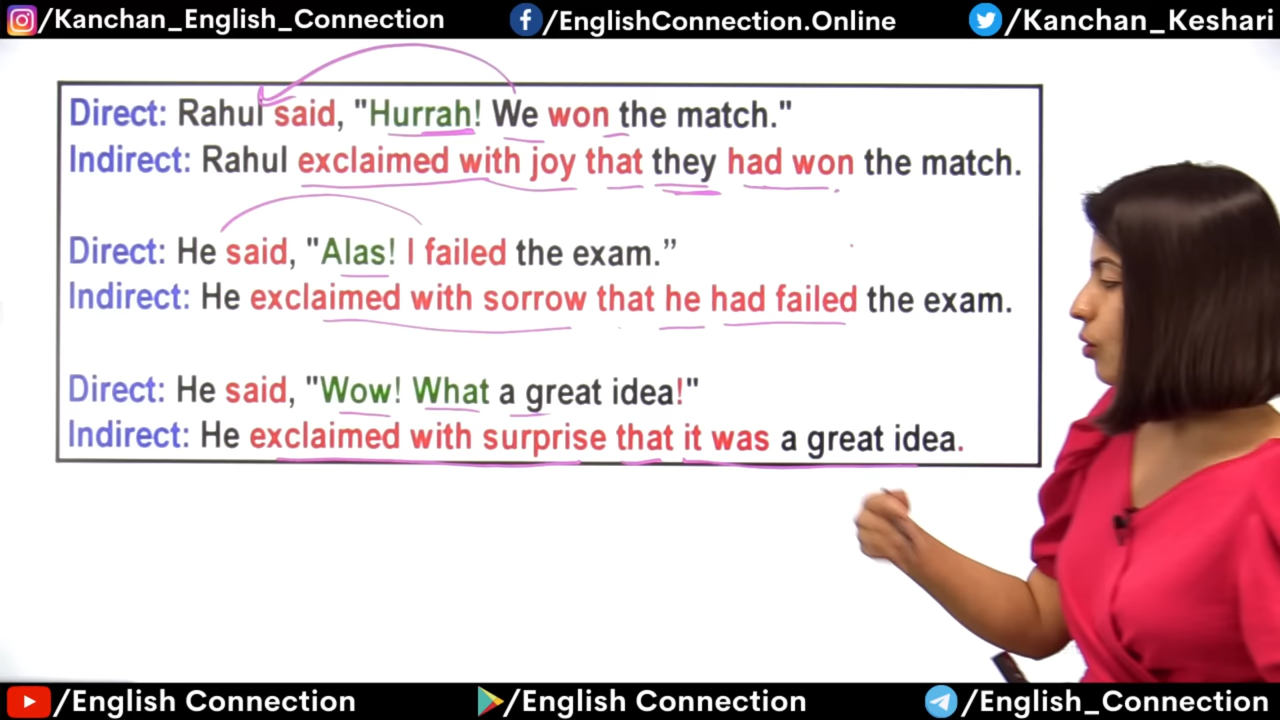 /Kanchan_English_Connection /EnglishConnection.Online /Kanchan_Keshari
Direct: Rahul said, "Hurrah! We won the match."
Indirect: Rahul exclaimed with joy that they had won the match.
Direct: He said, "Alas! I failed the exam.”
Indirect: He exclaimed with sorrow that he had failed the exam.
Direct: He said, "Wow! What a great idea!"
Indirect: He exclaimed with surprise that it was a great idea.
/English Connection /English Connection /English_Connection